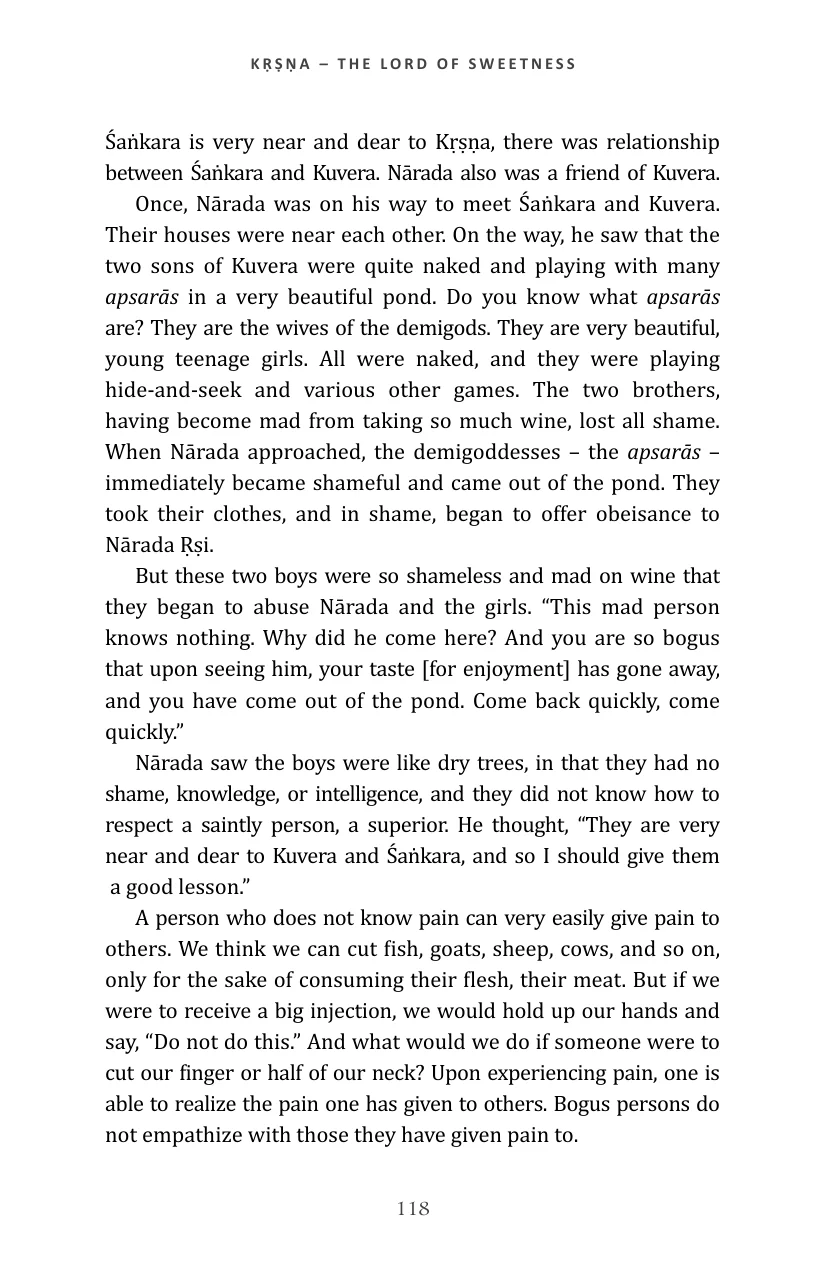 KṚṢṆA – THE LORD OF SWEETNESS
Śaṅkara is very near and dear to Kṛṣṇa, there was relationship
between Śaṅkara and Kuvera. Nārada also was a friend of Kuvera.
Once, Nārada was on his way to meet Śaṅkara and Kuvera.
Their houses were near each other. On the way, he saw that the
two sons of Kuvera were quite naked and playing with many
apsarās in a very beautiful pond. Do you know what apsarās
are? They are the wives of the demigods. They are very beautiful,
young teenage girls. All were naked, and they were playing
hide-and-seek and various other games. The two brothers,
having become mad from taking so much wine, lost all shame.
When Nārada approached, the demigoddesses – the apsarās –
immediately became shameful and came out of the pond. They
took their clothes, and in shame, began to offer obeisance to
Nārada Ṛṣi.
But these two boys were so shameless and mad on wine that
they began to abuse Nārada and the girls. “This mad person
knows nothing. Why did he come here? And you are so bogus
that upon seeing him, your taste [for enjoyment] has gone away,
and you have come out of the pond. Come back quickly, come
quickly.”
Nārada saw the boys were like dry trees, in that they had no
shame, knowledge, or intelligence, and they did not know how to
respect a saintly person, a superior. He thought, “They are very
near and dear to Kuvera and Śaṅkara, and so I should give them
a good lesson.”
A person who does not know pain can very easily give pain to
others. We think we can cut fish, goats, sheep, cows, and so on,
only for the sake of consuming their flesh, their meat. But if we
were to receive a big injection, we would hold up our hands and
say, “Do not do this.” And what would we do if someone were to
cut our finger or half of our neck? Upon experiencing pain, one is
able to realize the pain one has given to others. Bogus persons do
not empathize with those they have given pain to.
118